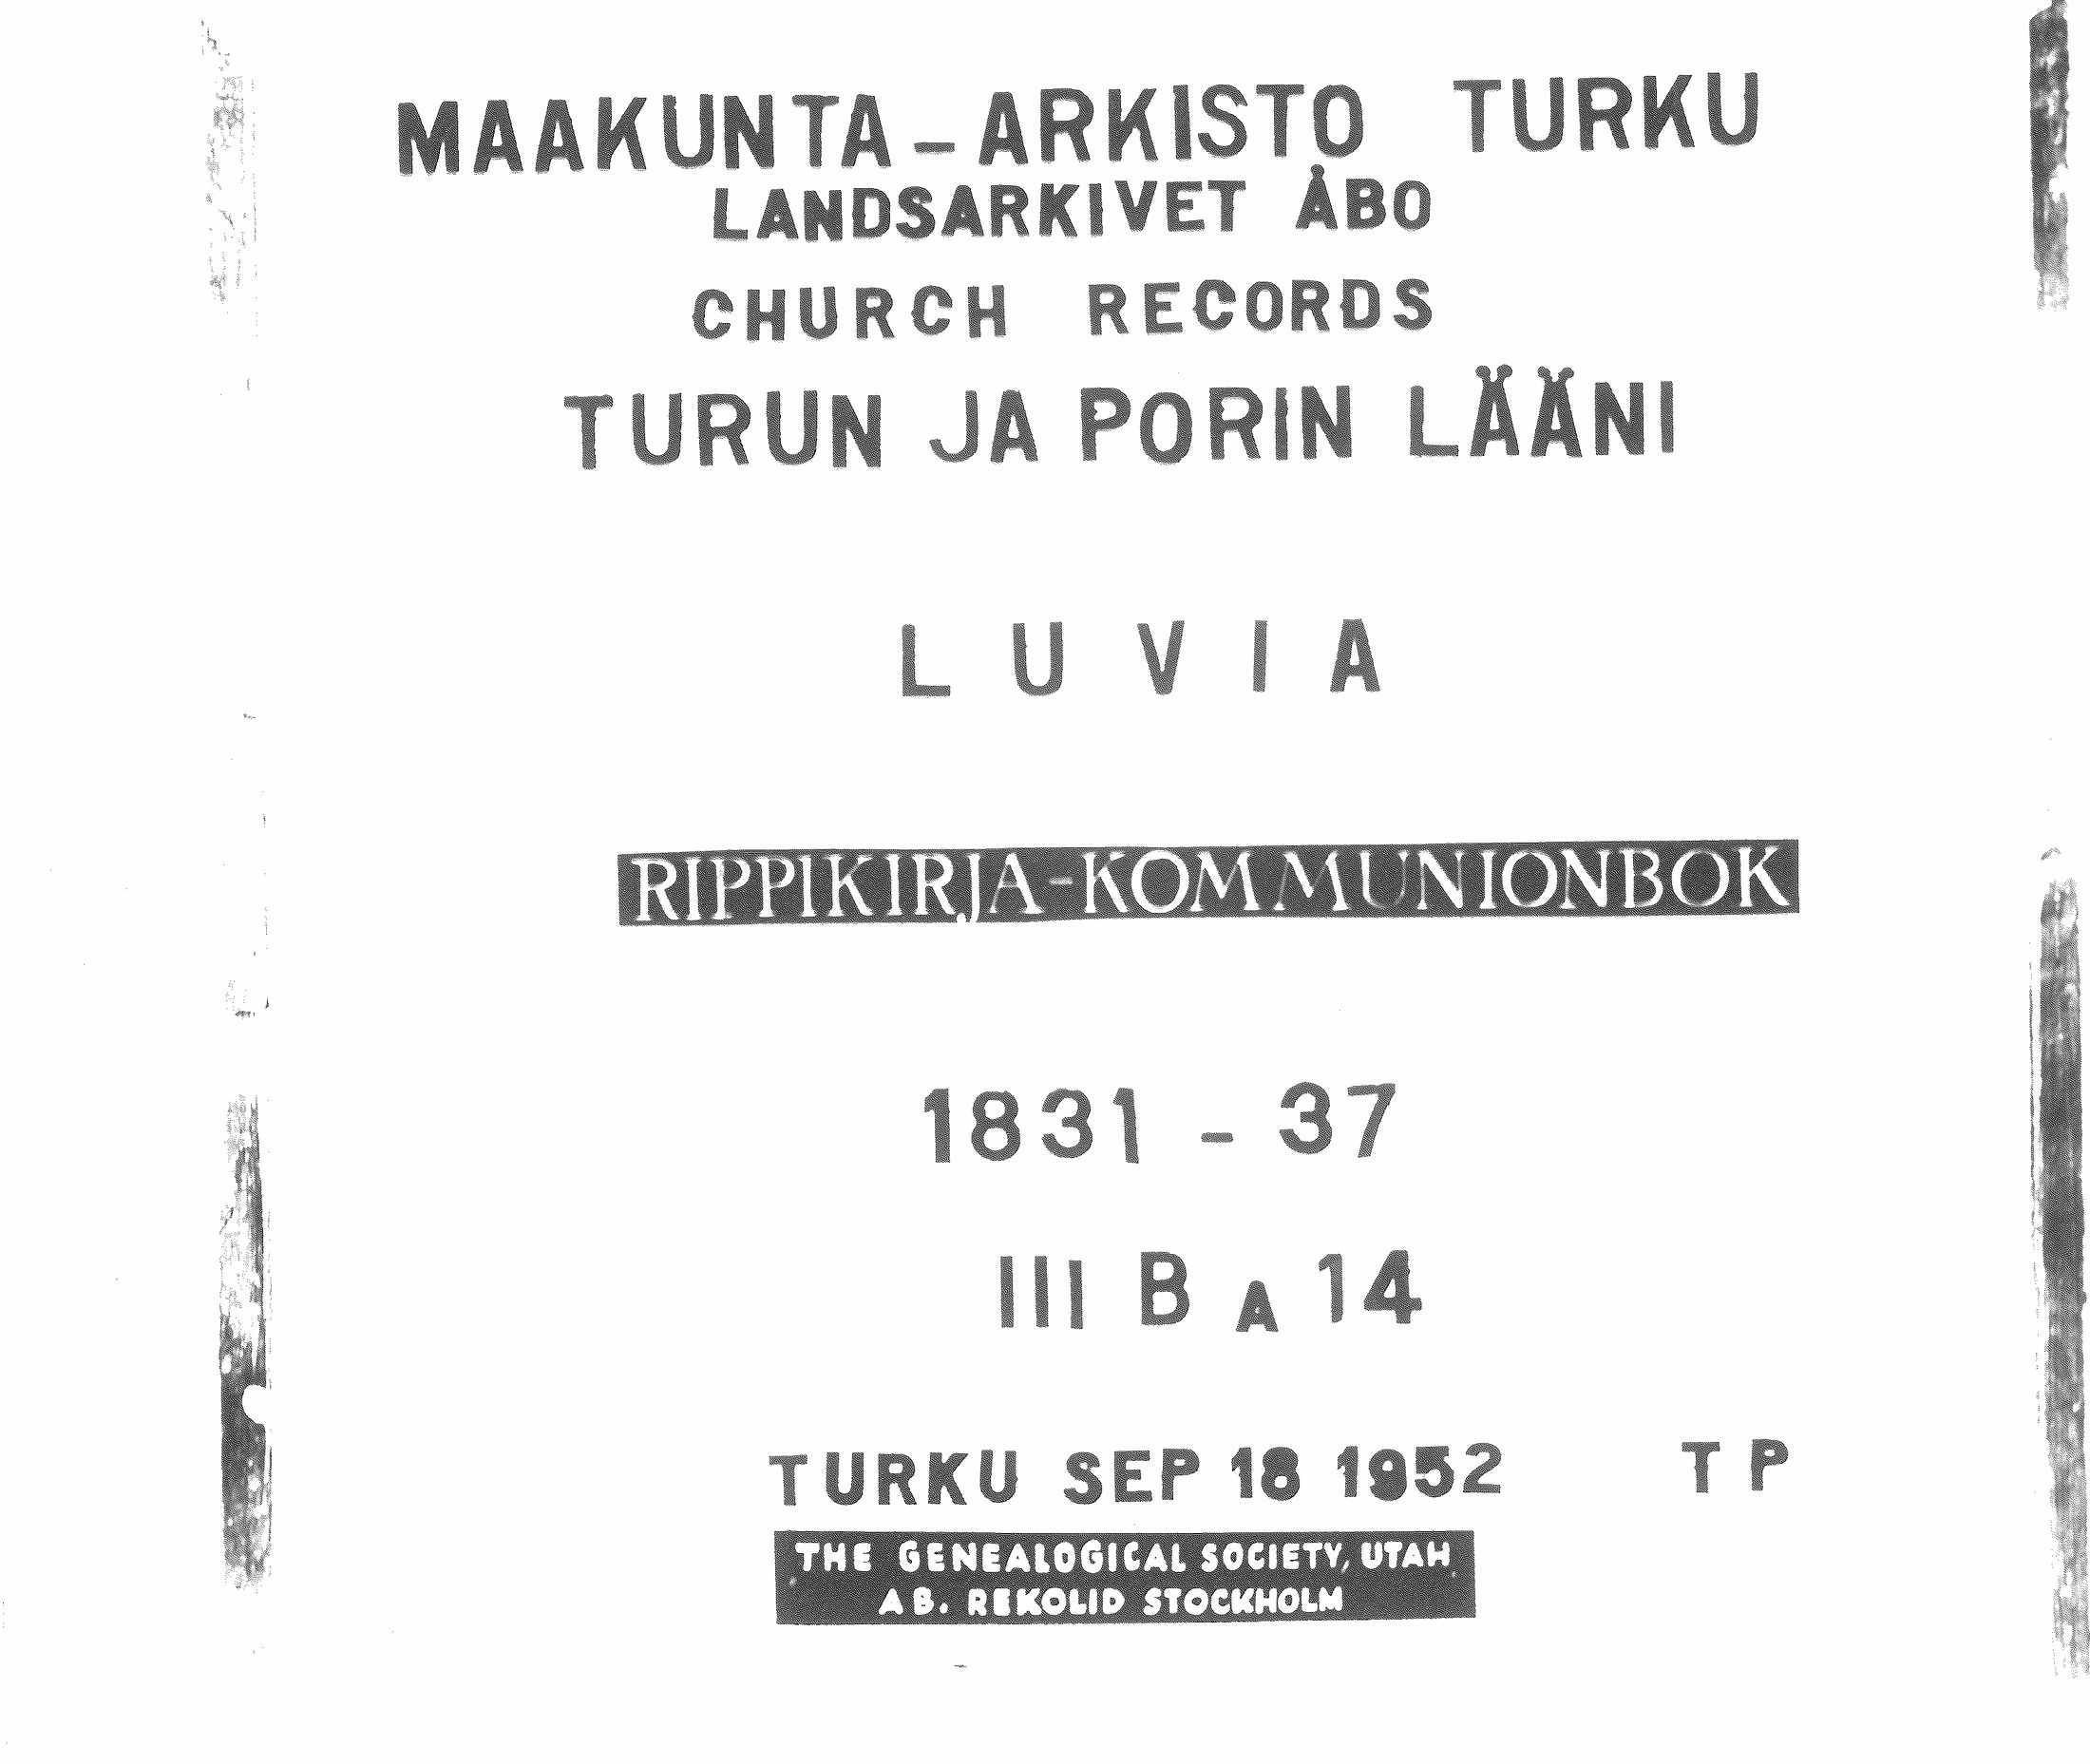 MAAKUNTA - ARKISTO TURKU
LANDSARKIVET ÅBO
CHURCH RECORDS
TURUN JA PORIN LÄÄNI
LUVIA
RIPPIKIRJA-KOMMUNIONBOK
1831 - 37
III B A 14
TURKU SEP 18 1952 T P
THE GENEALOGICAL SOCIETY, UTAH
AB. REKOLID STOCKHOLM